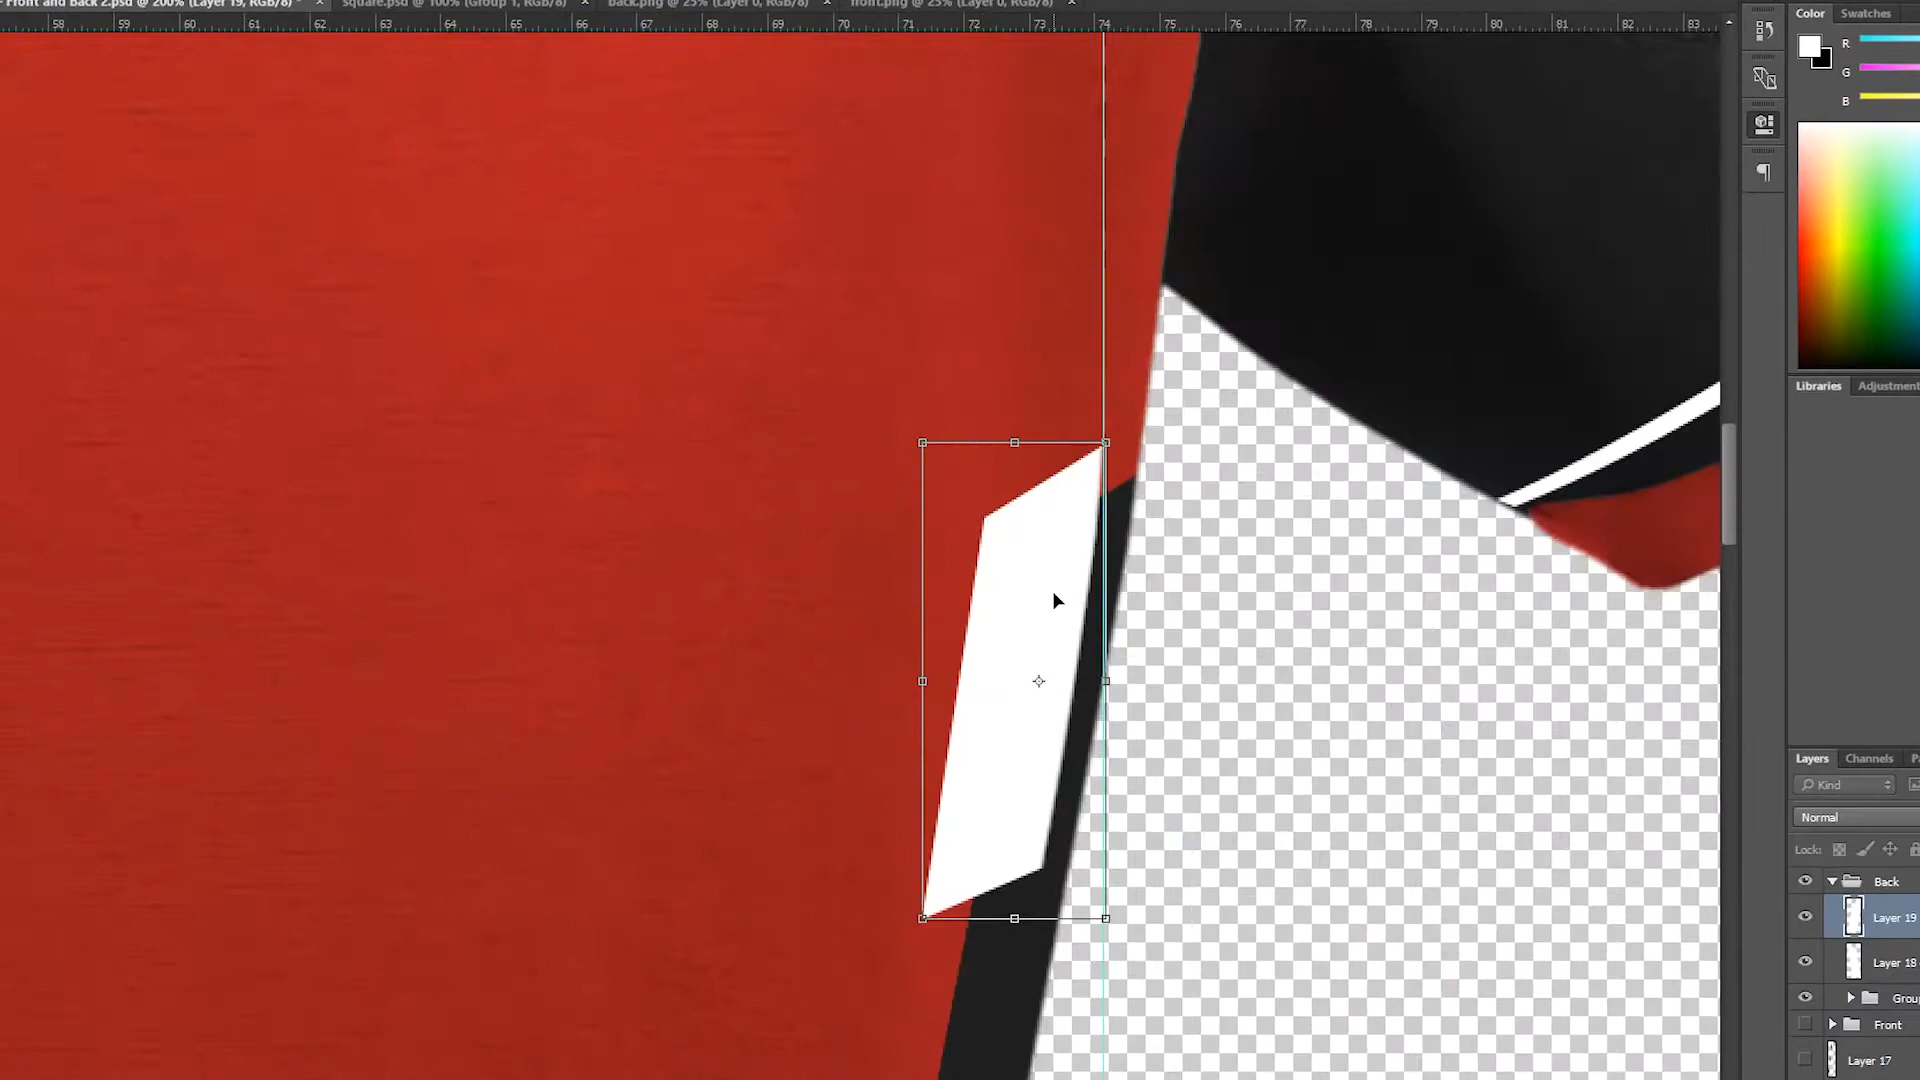 Front and Back 2.psd @ 200% (Layer 19, RGB/8) * × square.psd @ 100% (Group 1, RGB/8) × back.png @ 25% (Layer 0, RGB/8) × front.png @ 25% (Layer 0, RGB/8) ×
58 59 60 61 62 63 64 65 66 67 68 69 70 71 72 73 74 75 76 77 78 79 80 81 82 83
Color Swatches
R
G
B
Libraries Adjustment
Layers Channels
Kind
Normal
Lock:
Back
Layer 19
Layer 18
Grou
Front
Layer 17